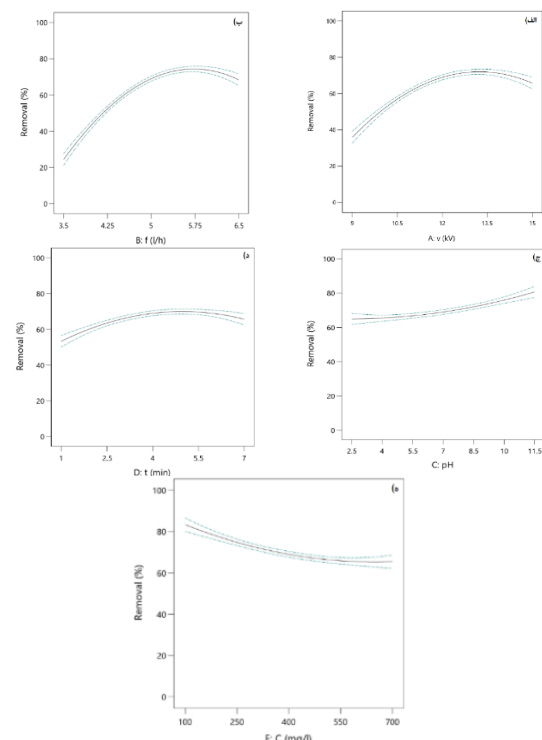 ب)
Removal (%)
100
80
60
40
20
0
3.5 4.25 5 5.75 6.5
B: f (l/h)
الف)
Removal (%)
100
80
60
40
20
0
9 10.5 12 13.5 15
A: v (kV)
د)
Removal (%)
100
80
60
40
20
0
1 2.5 4 5.5 7
D: t (min)
ج)
Removal (%)
100
80
60
40
20
0
2.5 4 5.5 7 8.5 10 11.5
C: pH
ه)
Removal (%)
100
80
60
40
20
0
100 250 400 550 700
E: C (mg/l)